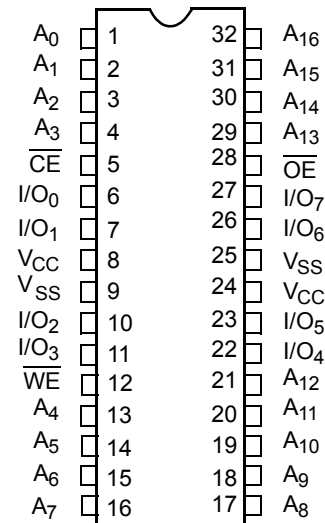 A0 1 32 A16
A1 2 31 A15
A2 3 30 A14
A3 4 29 A13
CE 5 28 OE
I/O0 6 27 I/O7
I/O1 7 26 I/O6
VCC 8 25 VSS
VSS 9 24 VCC
I/O2 10 23 I/O5
I/O3 11 22 I/O4
WE 12 21 A12
A4 13 20 A11
A5 14 19 A10
A6 15 18 A9
A7 16 17 A8